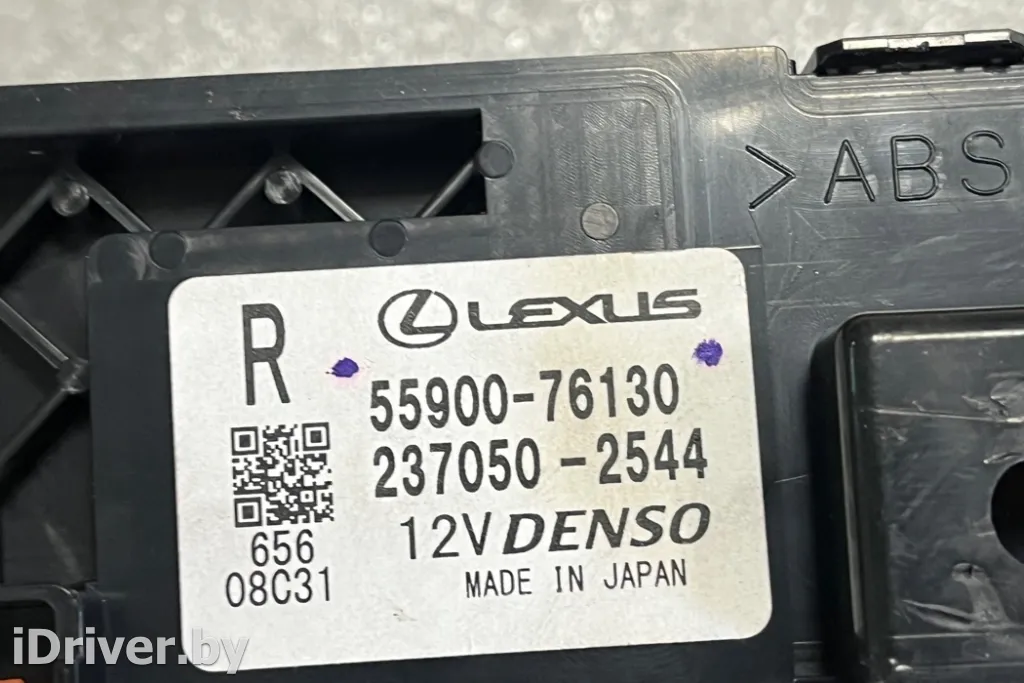 >ABS
R
LEXUS
55900-76130
237050-2544
12V DENSO
MADE IN JAPAN
656
08C31
iDriver.by